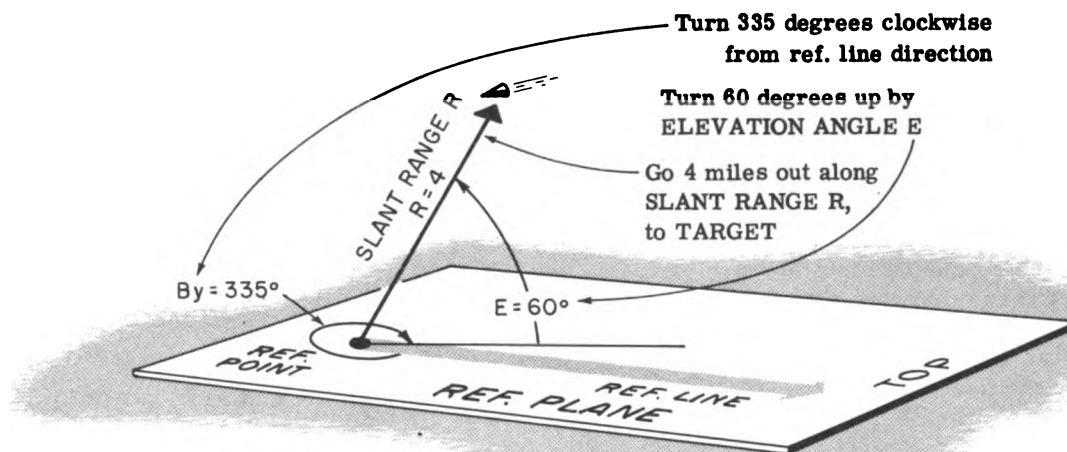 Turn 335 degrees clockwise
from ref. line direction
Turn 60 degrees up by
ELEVATION ANGLE E
Go 4 miles out along
SLANT RANGE R,
to TARGET
SLANT RANGE R
R = 4
By = 335°
E = 60°
REF.
POINT
REF. LINE
REF. PLANE
TOP